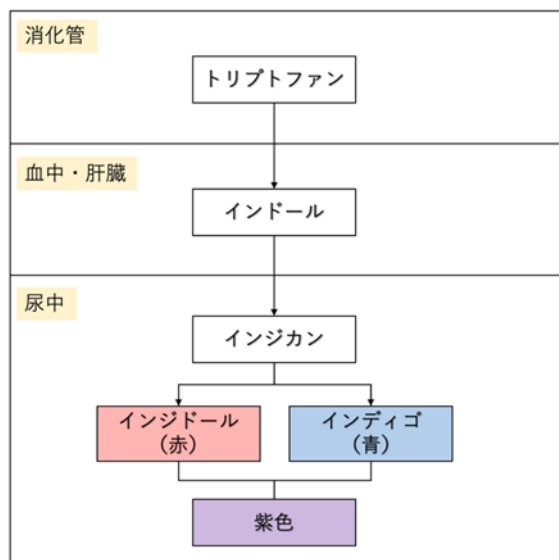 消化管
トリプトファン
血中・肝臓
インドール
尿中
インジカン
インジドール
（赤）
インディゴ
（青）
紫色